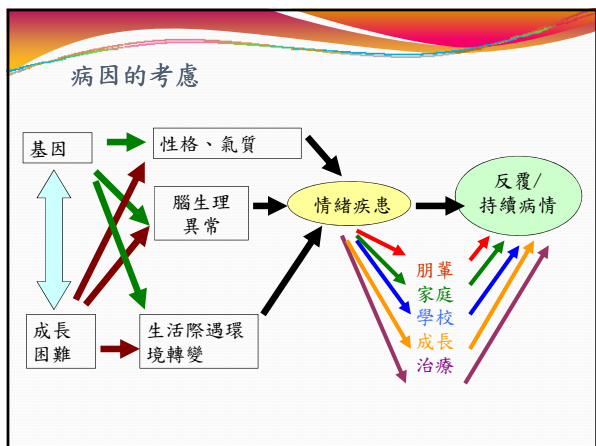 病因的考慮
基因
性格、氣質
腦生理
異常
情緒疾患
反覆/
持續病情
朋輩
家庭
學校
成長
治療
成長
困難
生活際遇環
境轉變